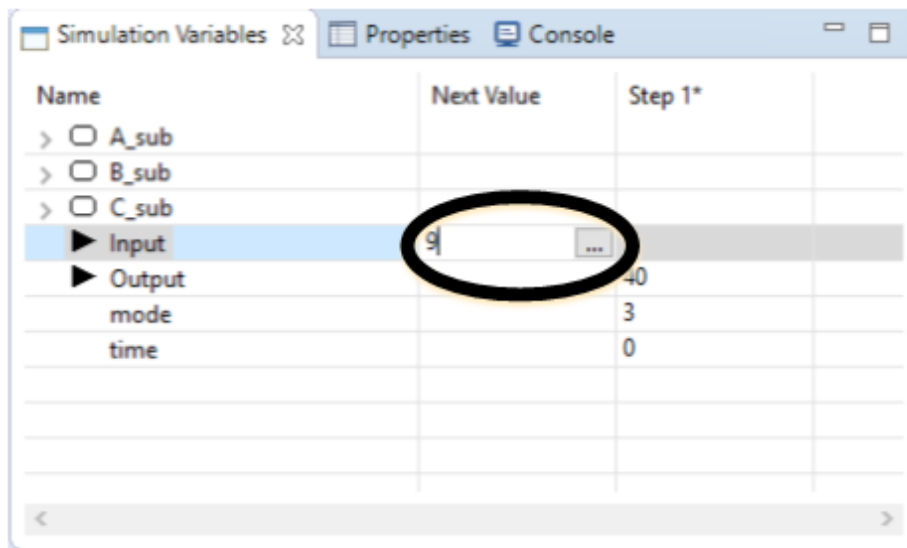 Simulation Variables Properties Console
Name Next Value Step 1*
A_sub
B_sub
C_sub
Input 9 ...
Output 40
mode 3
time 0